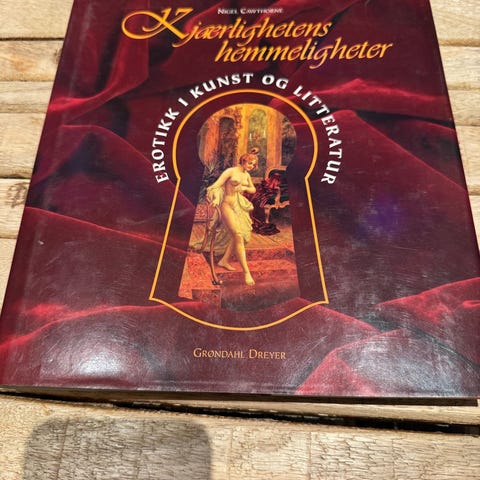 Nigel Cawthorne
Kjærlighetens
hemmeligheter
EROTIKK I KUNST OG LITTERATUR
Grøndahl Dreyer